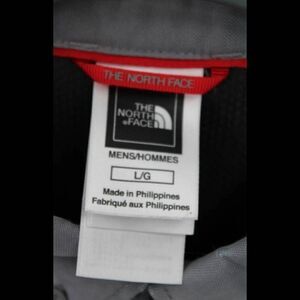 THE NORTH FACE
THE
NORTH
FACE
MENS/HOMMES
L/G
Made in Philippines
Fabriqué aux Philippines